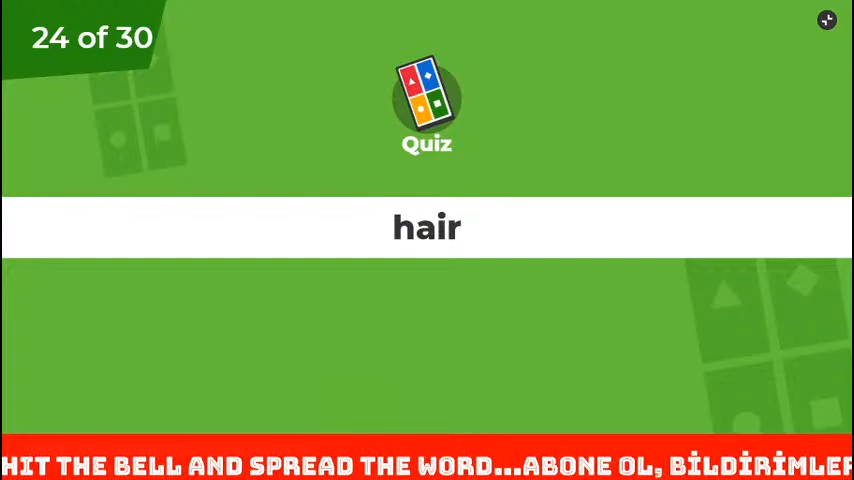 24 of 30
Quiz
hair
HIT THE BELL AND SPREAD THE WORD...ABONE OL, BİLDİRİMLER